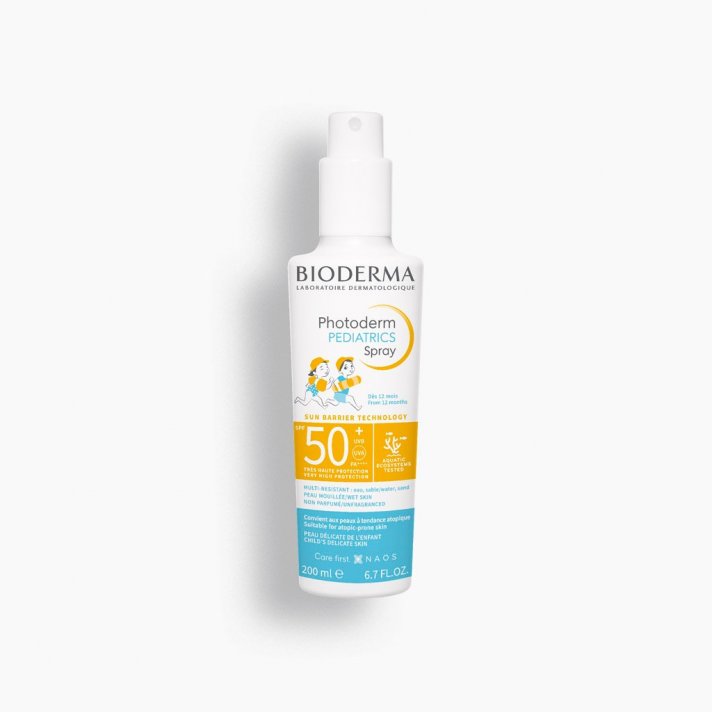 BIODERMA
LABORATOIRE DERMATOLOGIQUE
Photoderm
PEDIATRICS
Spray
Dès 12 mois
From 12 months
SUN BARRIER TECHNOLOGY
SPF 50+
UVB
UVA
PA++++
TRÈS HAUTE PROTECTION
VERY HIGH PROTECTION
AQUATIC
ECOSYSTEMS
TESTED
MULTI-RESISTANT : eau, sable/water, sand
PEAU MOUILLÉE/WET SKIN
NON PARFUMÉ/UNFRAGRANCED
Convient aux peaux à tendance atopique
Suitable for atopic-prone skin
PEAU DÉLICATE DE L'ENFANT
CHILD'S DELICATE SKIN
Care first. NAOS
200 ml e 6.7 FL.OZ.